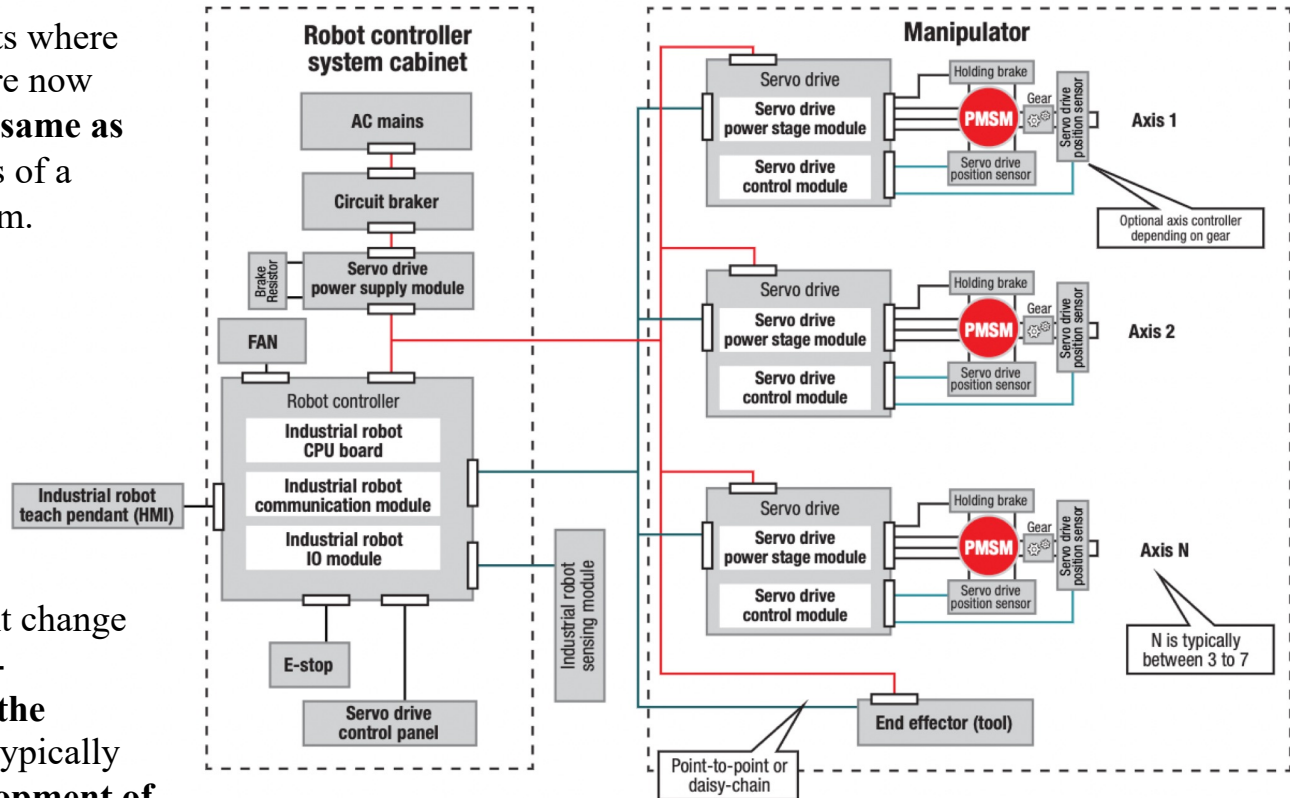 ts where
re now
same as
s of a
m.
t change
-
the
ypically
opment of
Robot controller
system cabinet
AC mains
Circuit braker
Brake
Resistor
Servo drive
power supply module
FAN
Robot controller
Industrial robot
CPU board
Industrial robot
communication module
Industrial robot
IO module
Industrial robot
teach pendant (HMI)
E-stop
Servo drive
control panel
Industrial robot
sensing module
Manipulator
Servo drive
Servo drive
power stage module
Servo drive
control module
Holding brake
PMSM
Gear
Servo drive
position sensor
Servo drive
position sensor
Axis 1
Optional axis controller
depending on gear
Servo drive
Servo drive
power stage module
Servo drive
control module
Holding brake
PMSM
Gear
Servo drive
position sensor
Servo drive
position sensor
Axis 2
Servo drive
Servo drive
power stage module
Servo drive
control module
Holding brake
PMSM
Gear
Servo drive
position sensor
Servo drive
position sensor
Axis N
N is typically
between 3 to 7
End effector (tool)
Point-to-point or
daisy-chain